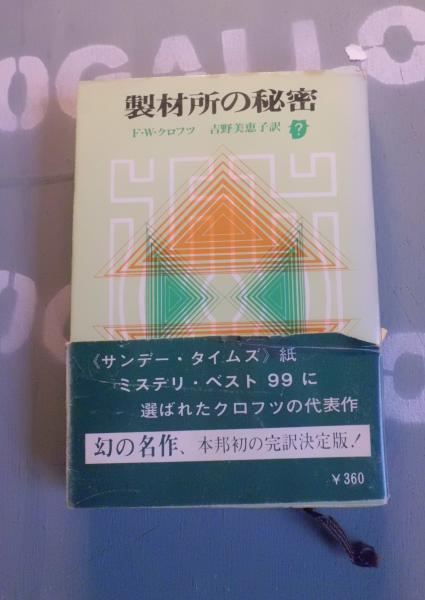 OGALLO
製材所の秘密
F・W・クロフツ 吉野美恵子訳
?
《サンデー・タイムズ》紙
ミステリ・ベスト 99 に
選ばれたクロフツの代表作
幻の名作、本邦初の完訳決定版!
¥360